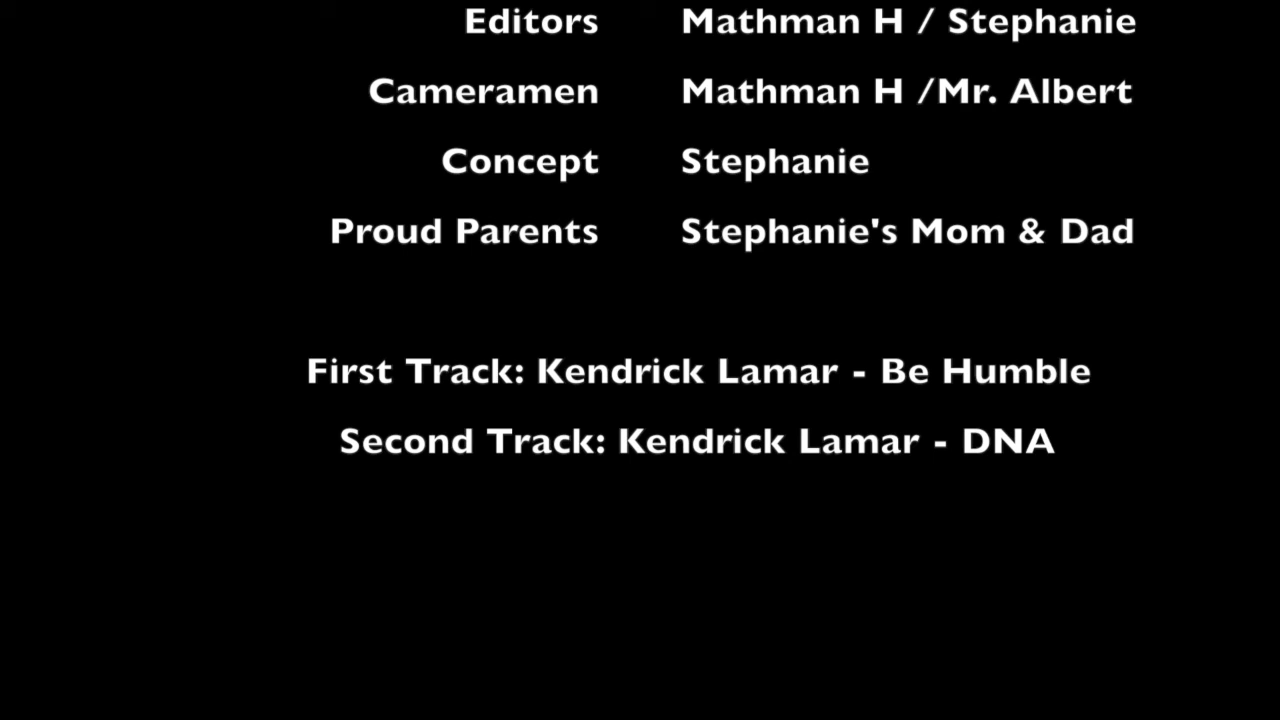 Editors Mathman H / Stephanie
Cameramen Mathman H /Mr. Albert
Concept Stephanie
Proud Parents Stephanie's Mom & Dad
First Track: Kendrick Lamar - Be Humble
Second Track: Kendrick Lamar - DNA